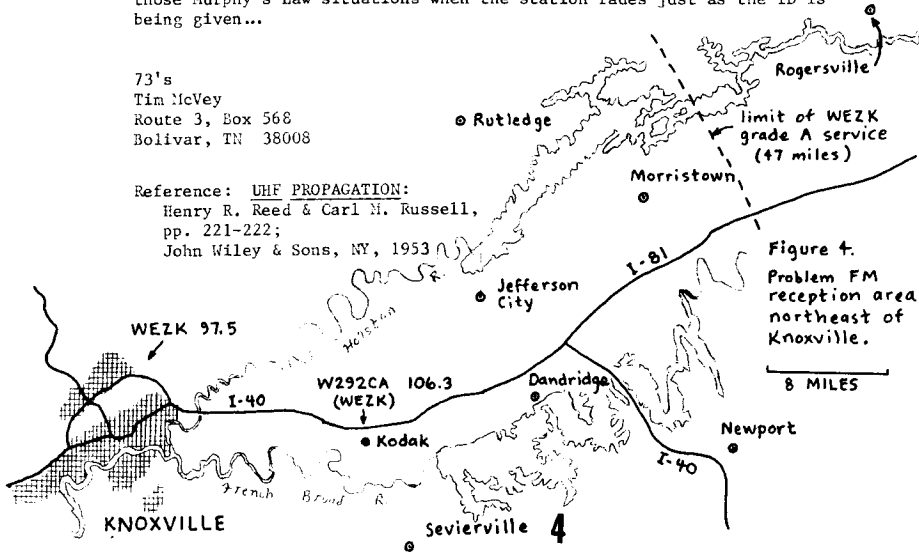 those Murphy's Law situations when the station fades just as the ID is
being given...
73's
Tim McVey
Route 3, Box 568
Bolivar, TN 38008
Reference: UHF PROPAGATION:
Henry R. Reed & Carl M. Russell,
pp. 221-222;
John Wiley & Sons, NY, 1953
Rogersville
Rutledge
limit of WEZK
grade A service
(47 miles)
Morristown
I-81
Figure 4.
Problem FM
reception area
northeast of
Knoxville.
8 MILES
Jefferson
City
Holston
R.
WEZK 97.5
W292CA 106.3
(WEZK)
I-40
Kodak
Dandridge
Newport
I-40
French Broad R.
KNOXVILLE
Sevierville
4